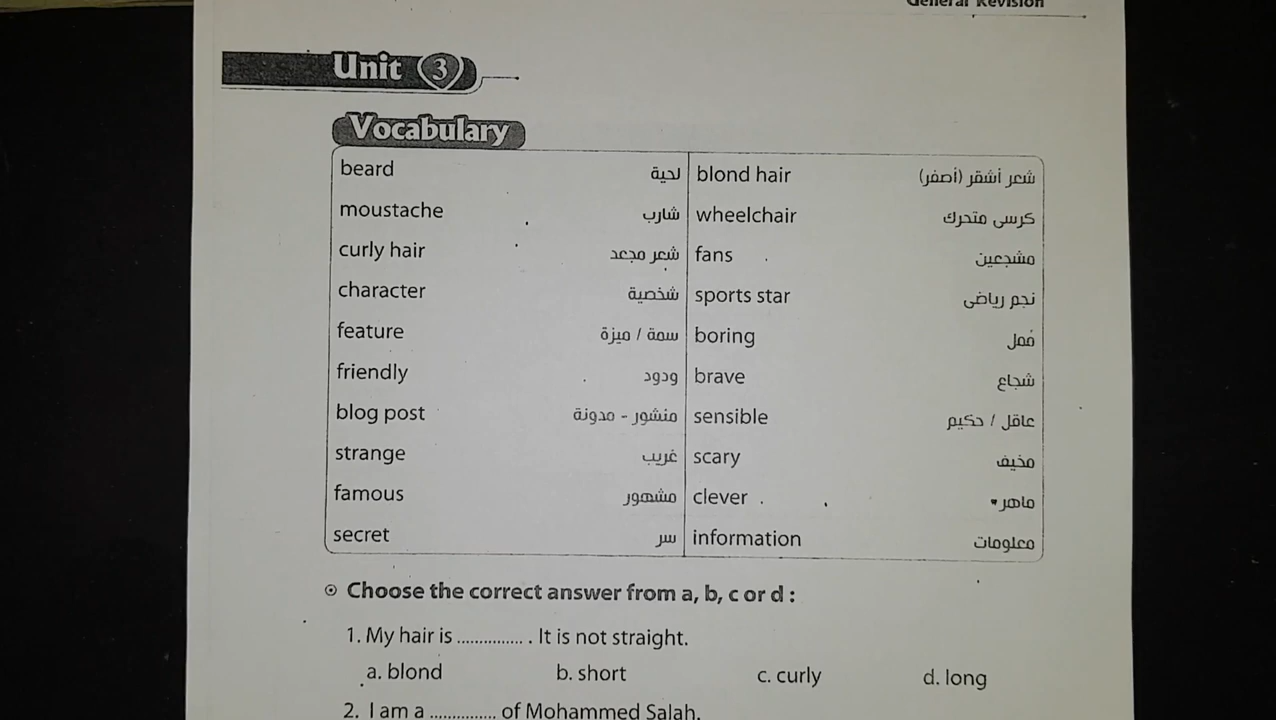 General Revision
Unit 3
Vocabulary
beard لحية blond hair شعر أشقر (أصفر)
moustache شارب wheelchair كرسى متحرك
curly hair شعر مجعد fans مشجعين
character شخصية sports star نجم رياضى
feature سمة / ميزة boring مُمل
friendly ودود brave شجاع
blog post منشور - مدونة sensible عاقل / حكيم
strange غريب scary مخيف
famous مشهور clever ماهر
secret سر information معلومات
Choose the correct answer from a, b, c or d :
1. My hair is ............... . It is not straight.
a. blond b. short c. curly d. long
2. I am a ............... of Mohammed Salah.